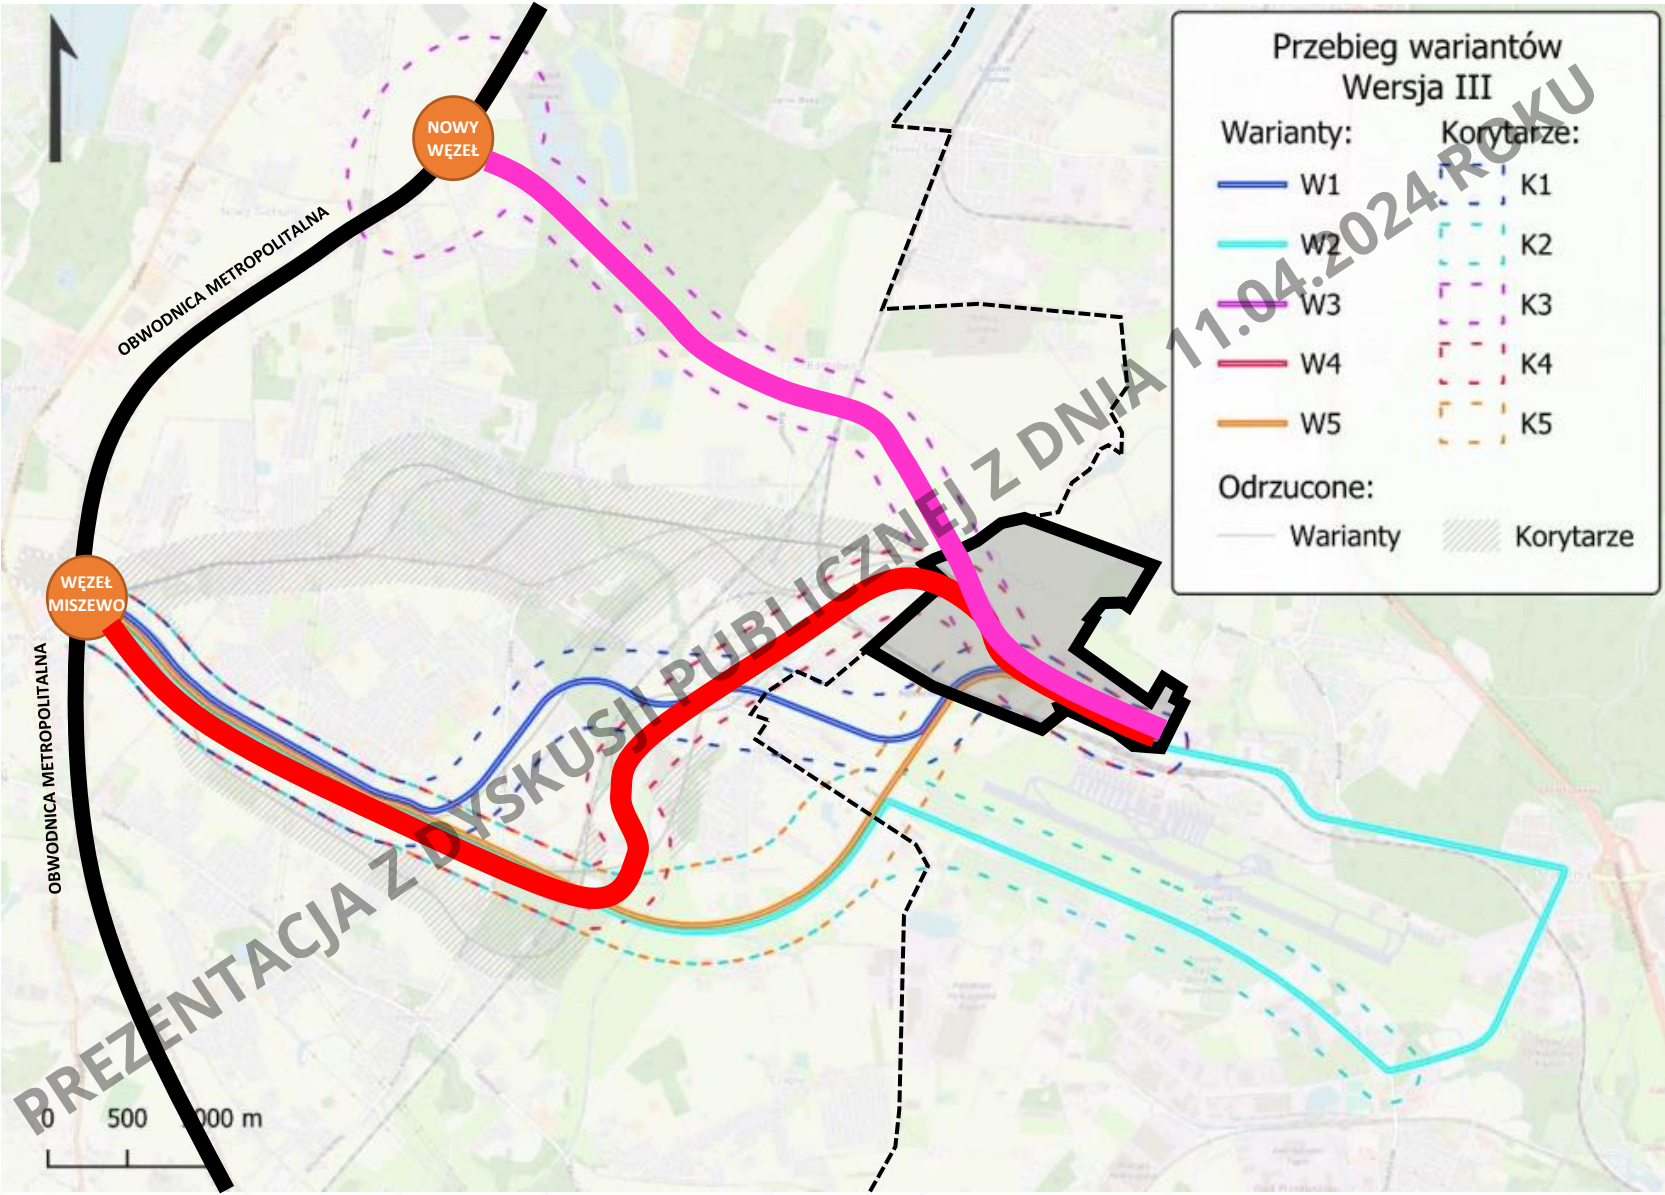 Przebieg wariantów
Wersja III
Warianty:
Korytarze:
W1
K1
W2
K2
W3
K3
W4
K4
W5
K5
Odrzucone:
Warianty
Korytarze
NOWY
WĘZEŁ
OBWODNICA METROPOLITALNA
WĘZEŁ
MISZEWO
OBWODNICA METROPOLITALNA
PREZENTACJA Z DYSKUSJI PUBLICZNEJ Z DNIA 11.04.2024 ROKU
0 500 000 m